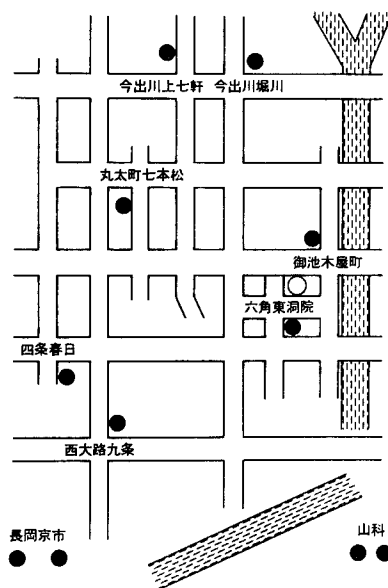 今出川上七軒 今出川堀川
丸太町七本松
御池木屋町
六角東洞院
四条春日
西大路九条
長岡京市
山科